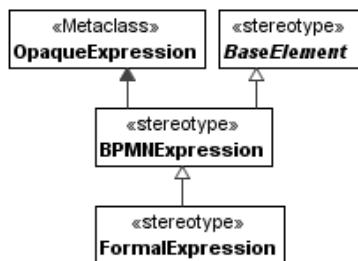 «Metaclass»
OpaqueExpression
«stereotype»
BaseElement
«stereotype»
BPMNExpression
«stereotype»
FormalExpression